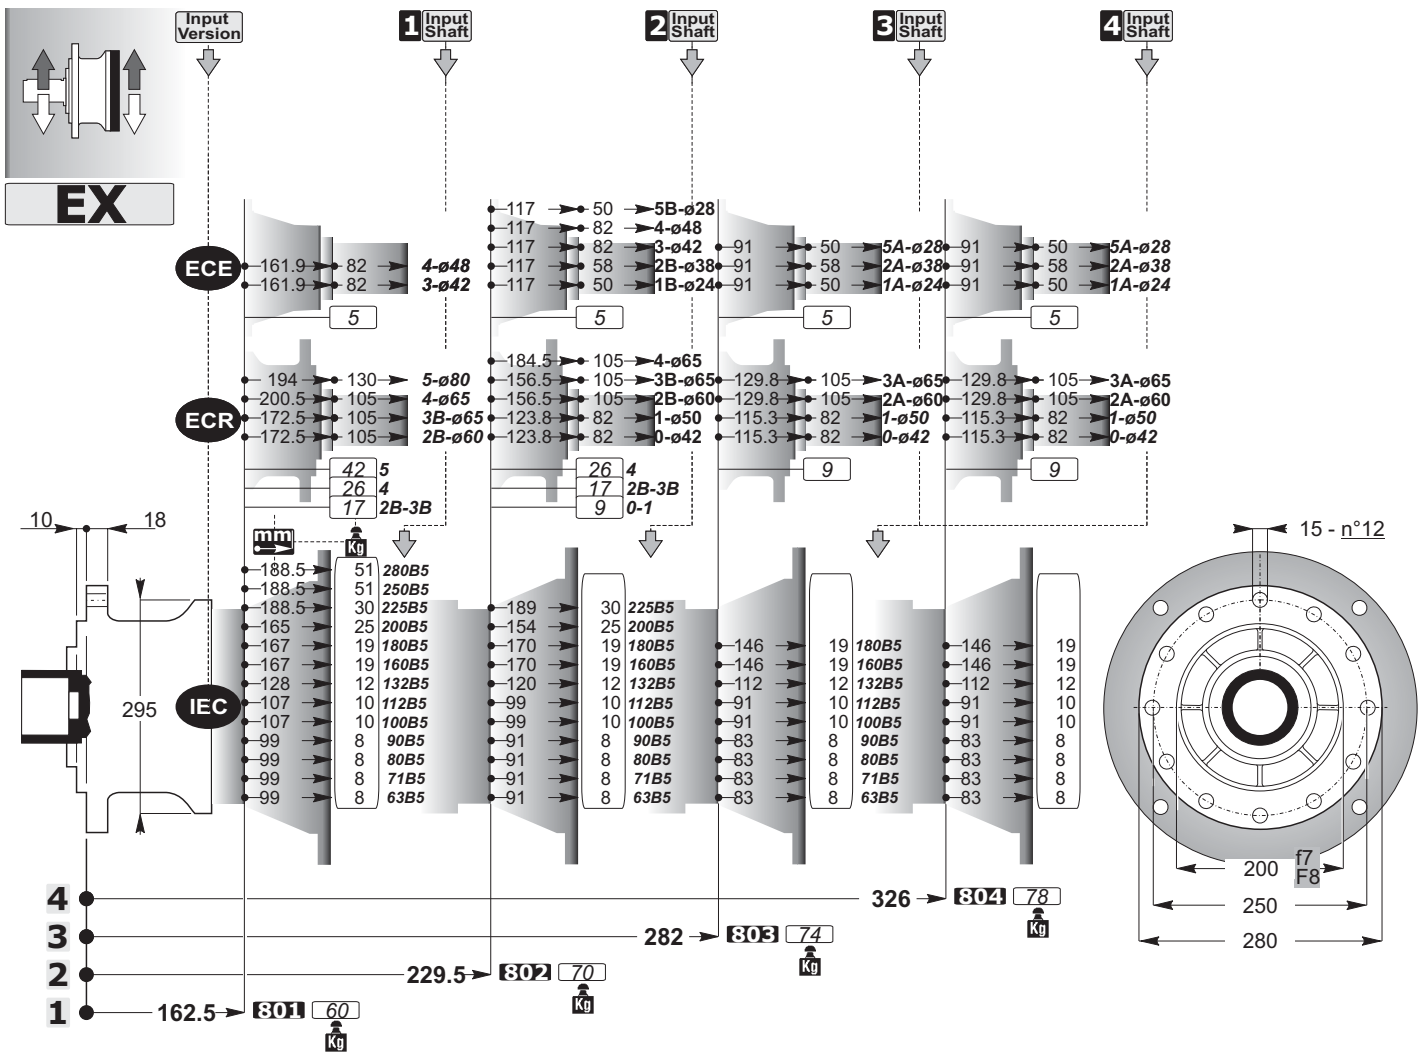 Input
Version
1 Input
Shaft
2 Input
Shaft
3 Input
Shaft
4 Input
Shaft
EX
ECE
161.9 82 4-ø48
161.9 82 3-ø42
5
117 50 5B-ø28
117 82 4-ø48
117 82 3-ø42
117 58 2B-ø38
117 50 1B-ø24
5
91 50 5A-ø28
91 58 2A-ø38
91 50 1A-ø24
5
91 50 5A-ø28
91 58 2A-ø38
91 50 1A-ø24
5
ECR
194 130 5-ø80
200.5 105 4-ø65
172.5 105 3B-ø65
172.5 105 2B-ø60
42 5
26 4
17 2B-3B
184.5 105 4-ø65
156.5 105 3B-ø65
156.5 105 2B-ø60
123.8 82 1-ø50
123.8 82 0-ø42
26 4
17 2B-3B
9 0-1
129.8 105 3A-ø65
129.8 105 2A-ø60
115.3 82 1-ø50
115.3 82 0-ø42
9
129.8 105 3A-ø65
129.8 105 2A-ø60
115.3 82 1-ø50
115.3 82 0-ø42
9
10 18
295
mm
Kg
IEC
188.5 51 280B5
188.5 51 250B5
188.5 30 225B5
165 25 200B5
167 19 180B5
167 19 160B5
128 12 132B5
107 10 112B5
107 10 100B5
99 8 90B5
99 8 80B5
99 8 71B5
99 8 63B5
189 30 225B5
154 25 200B5
170 19 180B5
170 19 160B5
120 12 132B5
99 10 112B5
99 10 100B5
91 8 90B5
91 8 80B5
91 8 71B5
91 8 63B5
146 19 180B5
146 19 160B5
112 12 132B5
91 10 112B5
91 10 100B5
83 8 90B5
83 8 80B5
83 8 71B5
83 8 63B5
146 19
146 19
112 12
91 10
91 10
83 8
83 8
83 8
83 8
15 - n°12
200 f7
F8
250
280
4 326 804 78
Kg
3 282 803 74
Kg
2 229.5 802 70
Kg
1 162.5 801 60
Kg